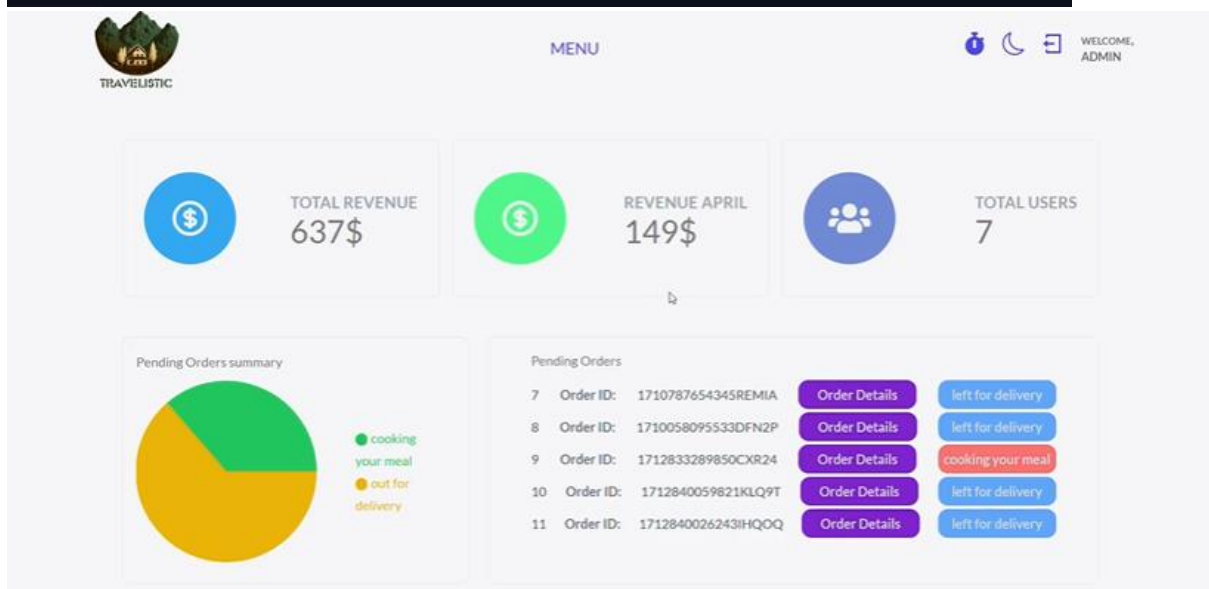 TRAVELISTIC
MENU
WELCOME,
ADMIN
TOTAL REVENUE
637$
REVENUE APRIL
149$
TOTAL USERS
7
Pending Orders summary
cooking
your meal
out for
delivery
Pending Orders
7 Order ID: 1710787654345REMIA Order Details left for delivery
8 Order ID: 1710058095533DFN2P Order Details left for delivery
9 Order ID: 1712833289850CXR24 Order Details cooking your meal
10 Order ID: 1712840059821KLQ9T Order Details left for delivery
11 Order ID: 1712840026243IHQOQ Order Details left for delivery